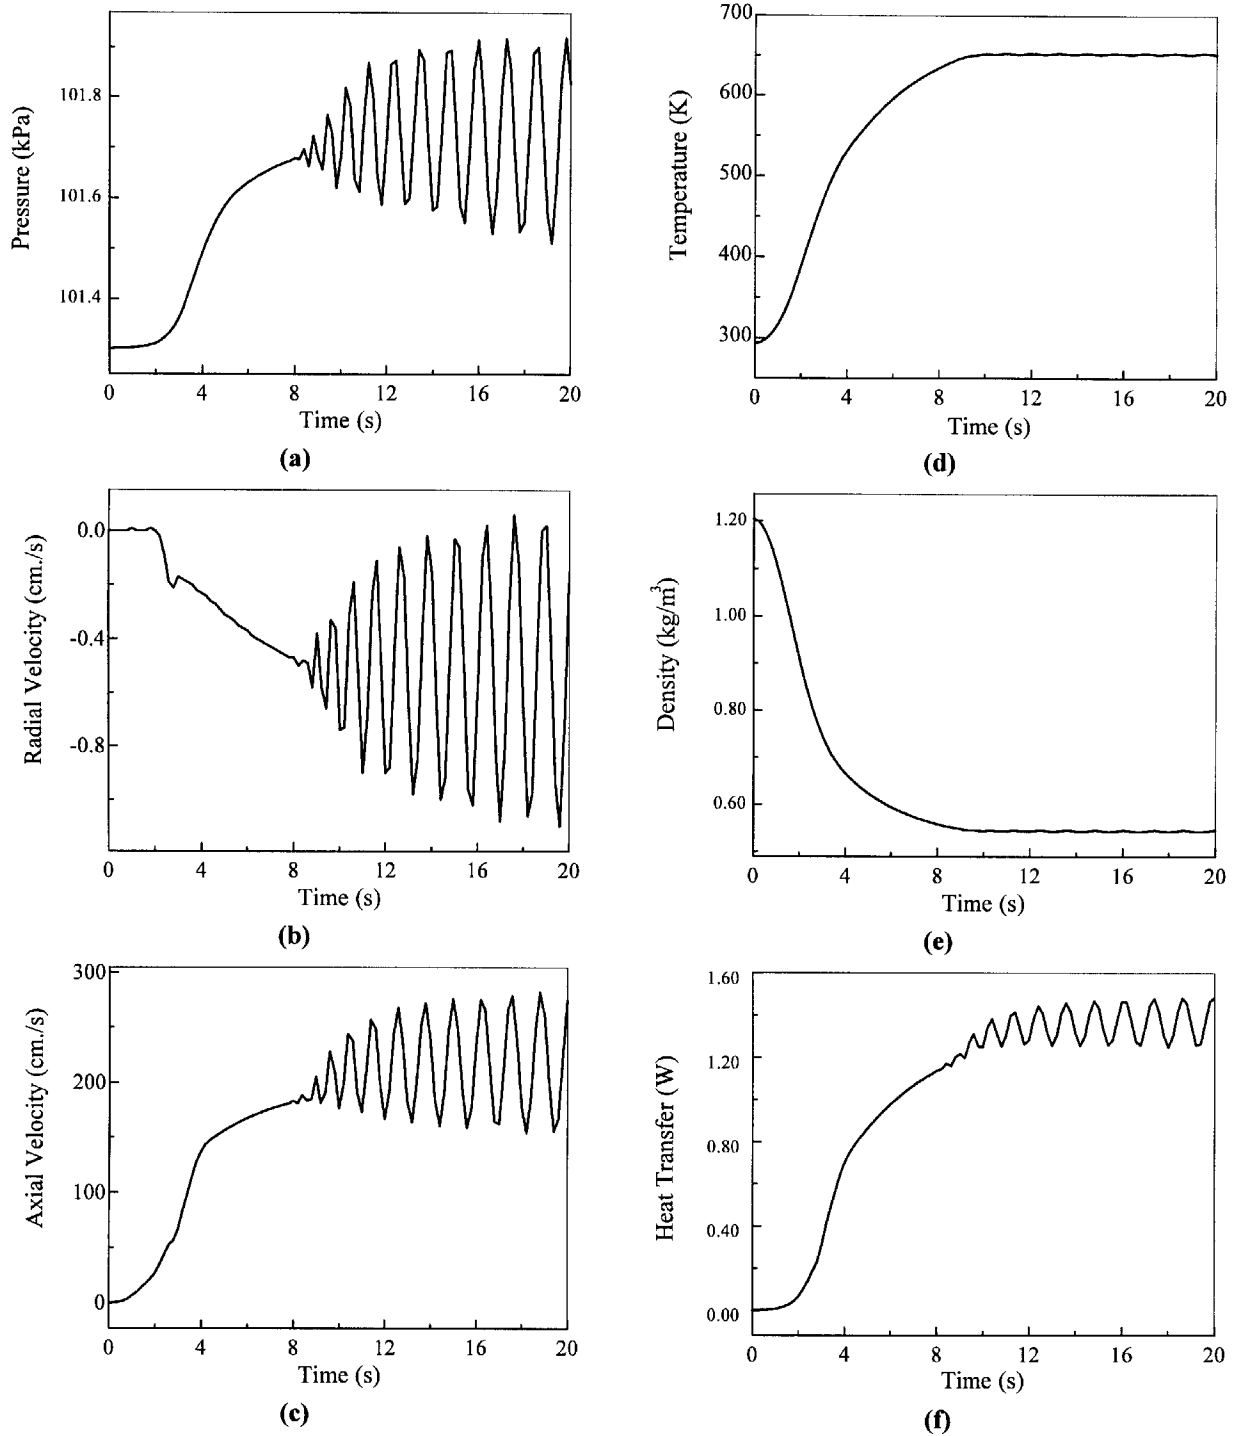 101.8
101.6
101.4
Pressure (kPa)
0 4 8 12 16 20
Time (s)
(a)
700
600
500
400
300
Temperature (K)
0 4 8 12 16 20
Time (s)
(d)
0.0
-0.4
-0.8
Radial Velocity (cm./s)
0 4 8 12 16 20
Time (s)
(b)
1.20
1.00
0.80
0.60
Density (kg/m³)
0 4 8 12 16 20
Time (s)
(e)
300
200
100
0
Axial Velocity (cm./s)
0 4 8 12 16 20
Time (s)
(c)
1.60
1.20
0.80
0.40
0.00
Heat Transfer (W)
0 4 8 12 16 20
Time (s)
(f)